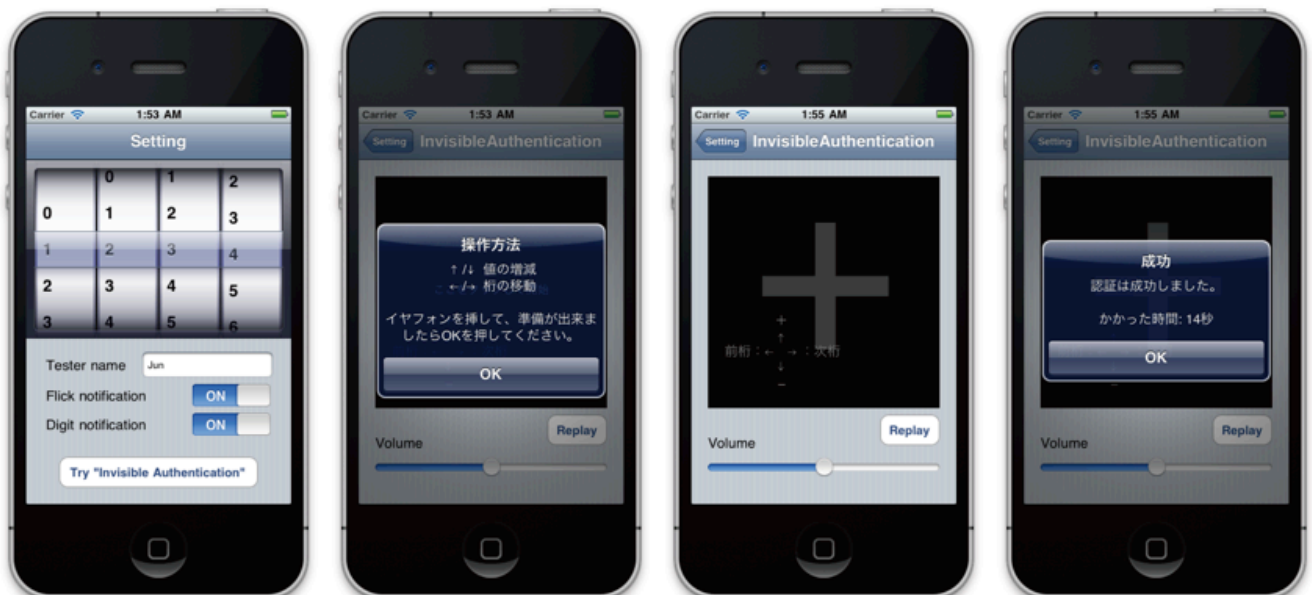 Carrier 1:53 AM
Setting
0 1 2
0 1 2 3
1 2 3 4
2 3 4 5
3 4 5 6
Tester name Jun
Flick notification ON
Digit notification ON
Try "Invisible Authentication"
Carrier 1:53 AM
Setting InvisibleAuthentication
操作方法
↑/↓ 値の増減
←/→ 桁の移動
イヤフォンを挿して、準備が出来ま
したらOKを押してください。
OK
Replay
Volume
Carrier 1:55 AM
Setting InvisibleAuthentication
+
↑
前桁：← → ：次桁
↓
−
Replay
Volume
Carrier 1:55 AM
Setting InvisibleAuthentication
成功
認証は成功しました。
かかった時間: 14秒
OK
Replay
Volume